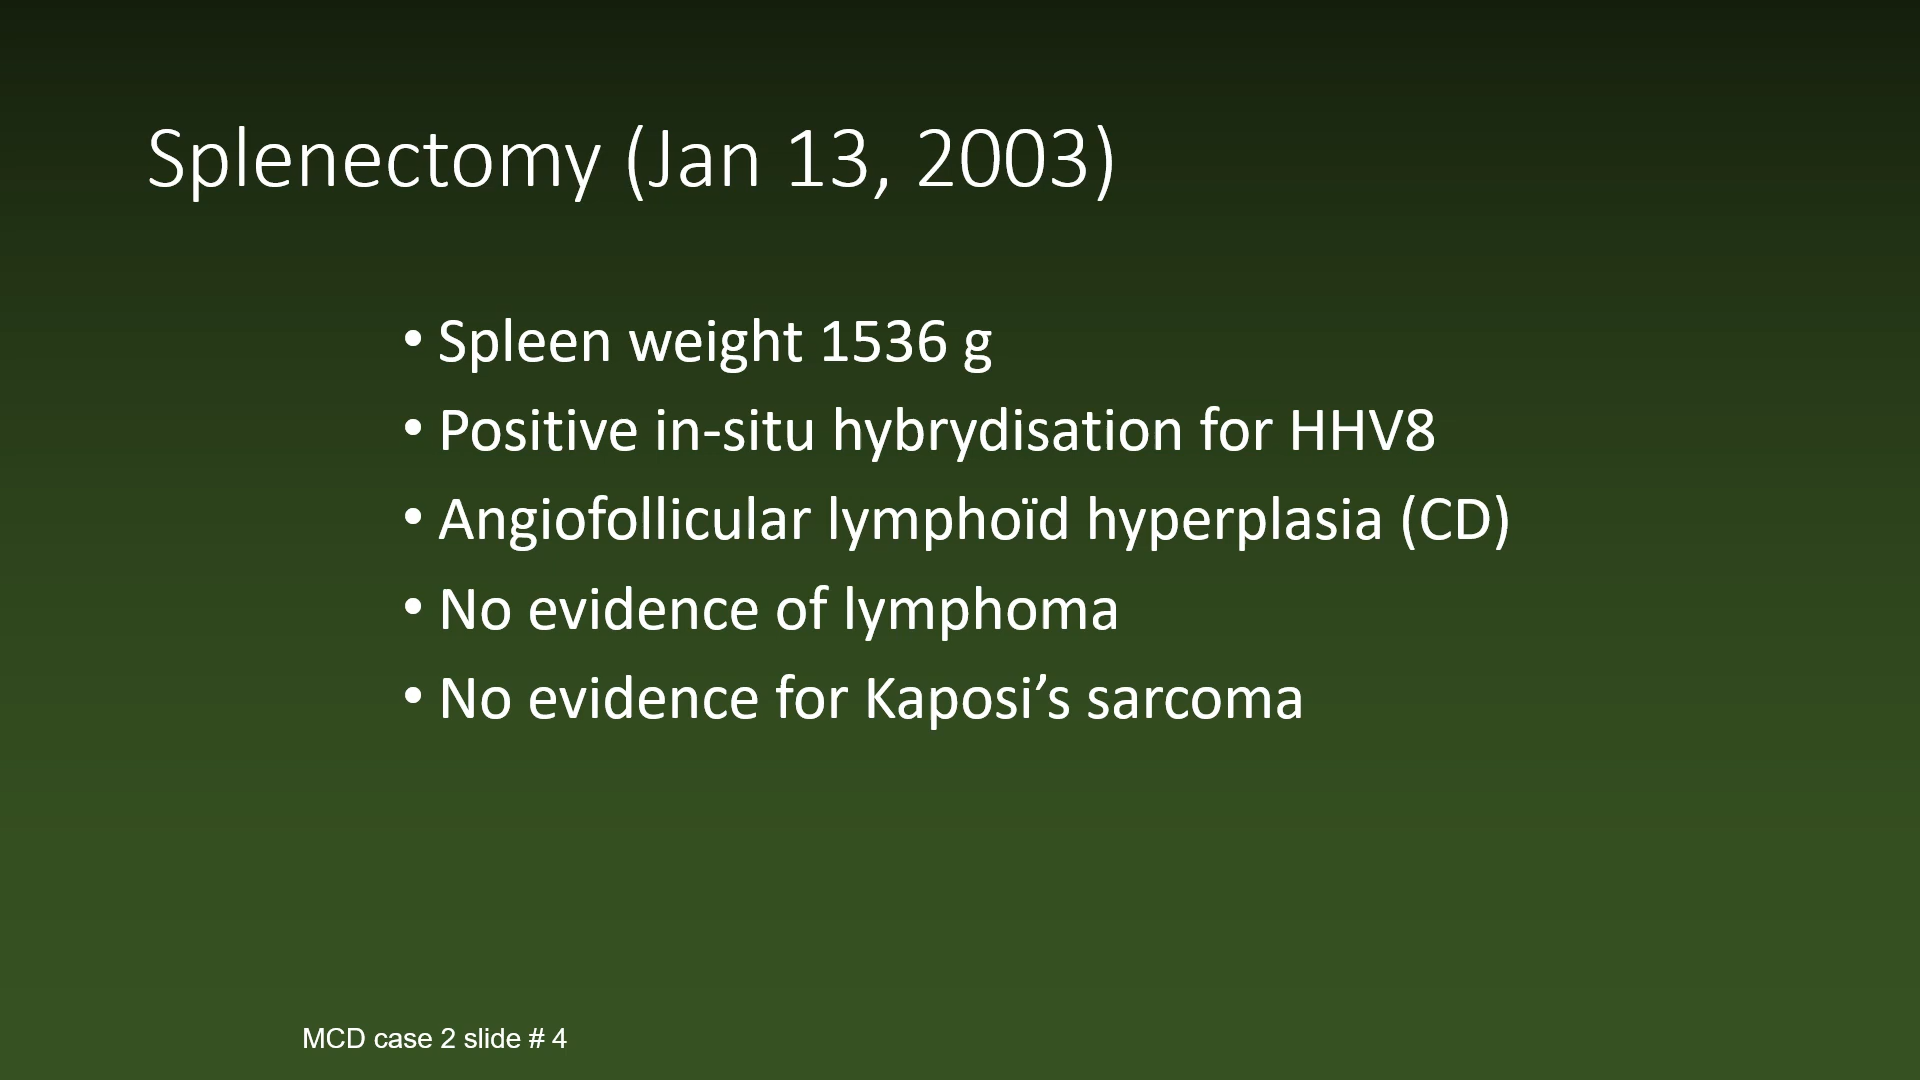 Splenectomy (Jan 13, 2003)
• Spleen weight 1536 g
• Positive in-situ hybrydisation for HHV8
• Angiofollicular lymphoïd hyperplasia (CD)
• No evidence of lymphoma
• No evidence for Kaposi’s sarcoma
MCD case 2 slide # 4